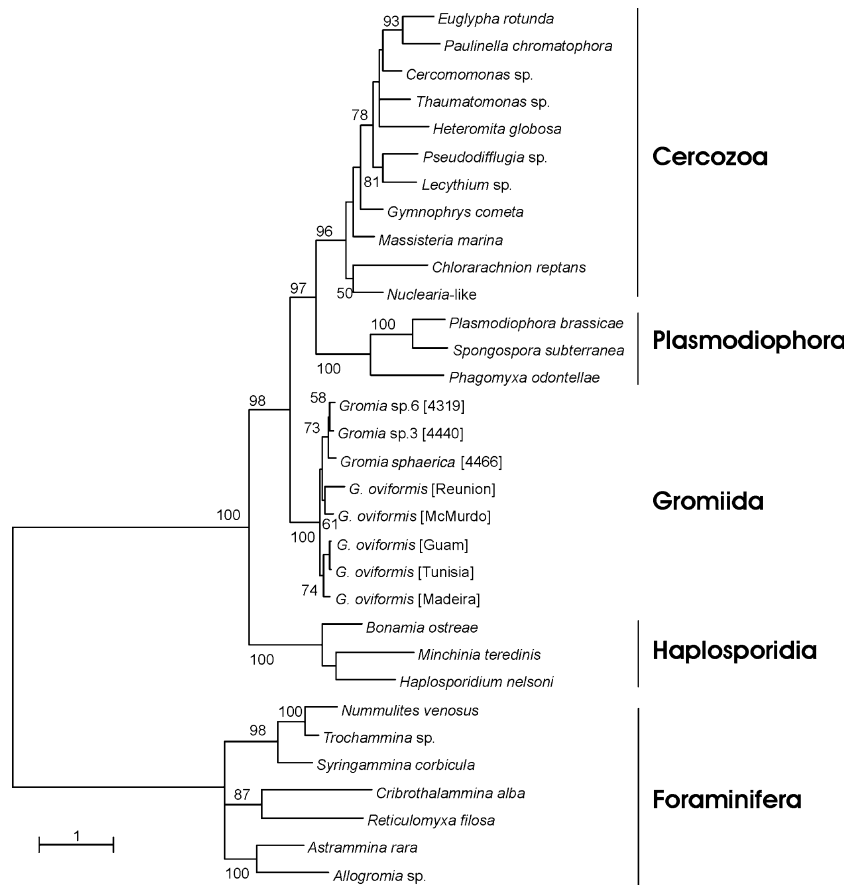 93
Euglypha rotunda
Paulinella chromatophora
Cercomomonas sp.
Thaumatomonas sp.
78
Heteromita globosa
Cercozoa
Pseudodifflugia sp.
81
Lecythium sp.
Gymnophrys cometa
96
Massisteria marina
Chlorarachnion reptans
97
50
Nuclearia-like
100
Plasmodiophora brassicae
Plasmodiophora
Spongospora subterranea
100
Phagomyxa odontellae
98
58
Gromia sp.6 [4319]
73
Gromia sp.3 [4440]
Gromia sphaerica [4466]
G. oviformis [Reunion]
Gromiida
100
61
G. oviformis [McMurdo]
100
G. oviformis [Guam]
G. oviformis [Tunisia]
74
G. oviformis [Madeira]
Bonamia ostreae
100
Minchinia teredinis
Haplosporidia
Haplosporidium nelsoni
100
Nummulites venosus
98
Trochammina sp.
Syringammina corbicula
87
Cribrothalammina alba
Foraminifera
Reticulomyxa filosa
1
Astrammina rara
100
Allogromia sp.